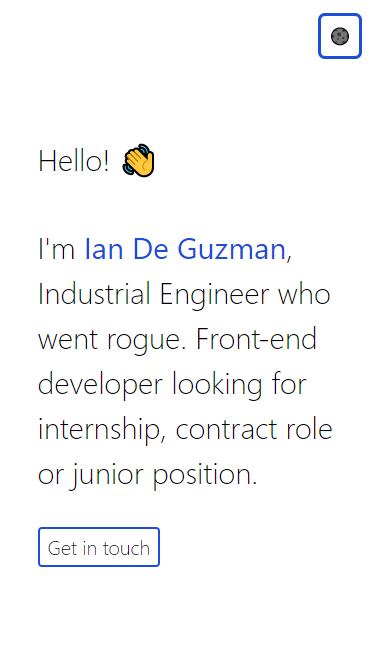 Hello! 👋
I'm Ian De Guzman,
Industrial Engineer who
went rogue. Front-end
developer looking for
internship, contract role
or junior position.
Get in touch